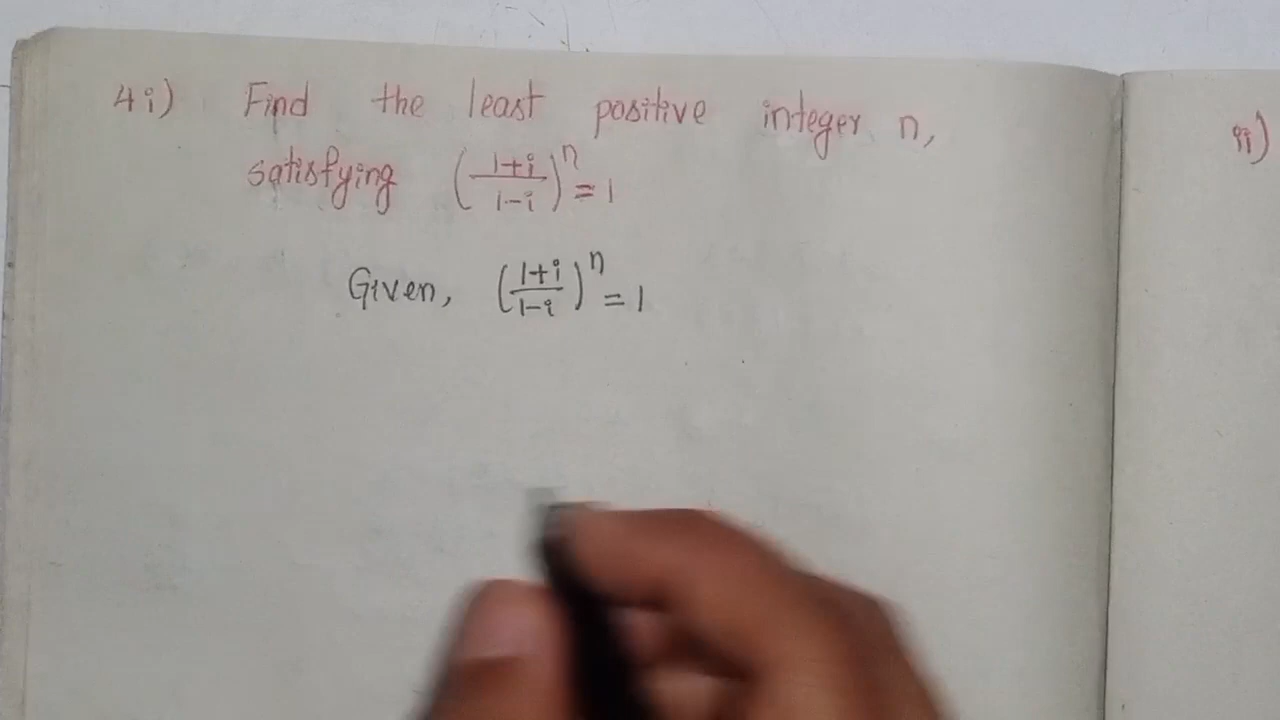 4i) Find the least positive integer n,
satisfying (1+i/1-i)^n = 1
Given, (1+i/1-i)^n = 1
ii)